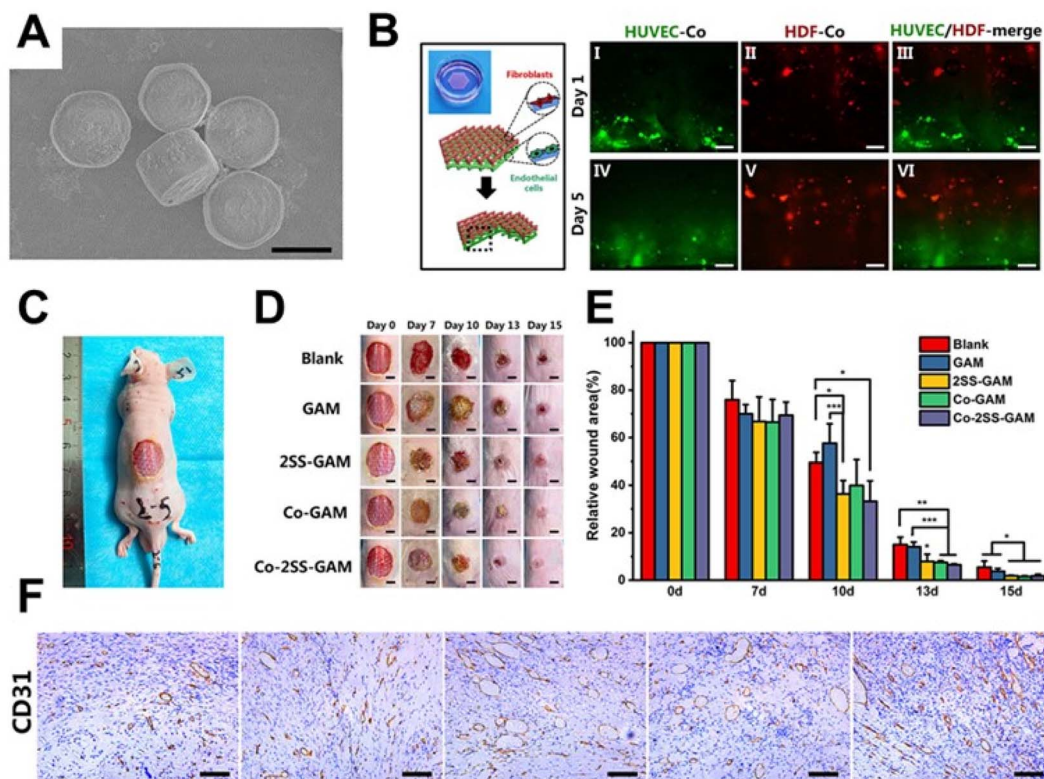 A
B
Fibroblasts
Endothelial
cells
HUVEC-Co
HDF-Co
HUVEC/HDF-merge
Day 1
I
II
III
Day 5
IV
V
VI
C
D
Day 0 Day 7 Day 10 Day 13 Day 15
Blank
GAM
2SS-GAM
Co-GAM
Co-2SS-GAM
E
Relative wound area(%)
100
80
60
40
20
0
0d 7d 10d 13d 15d
Blank
GAM
2SS-GAM
Co-GAM
Co-2SS-GAM
*
*
***
**
***
*
*
F
CD31